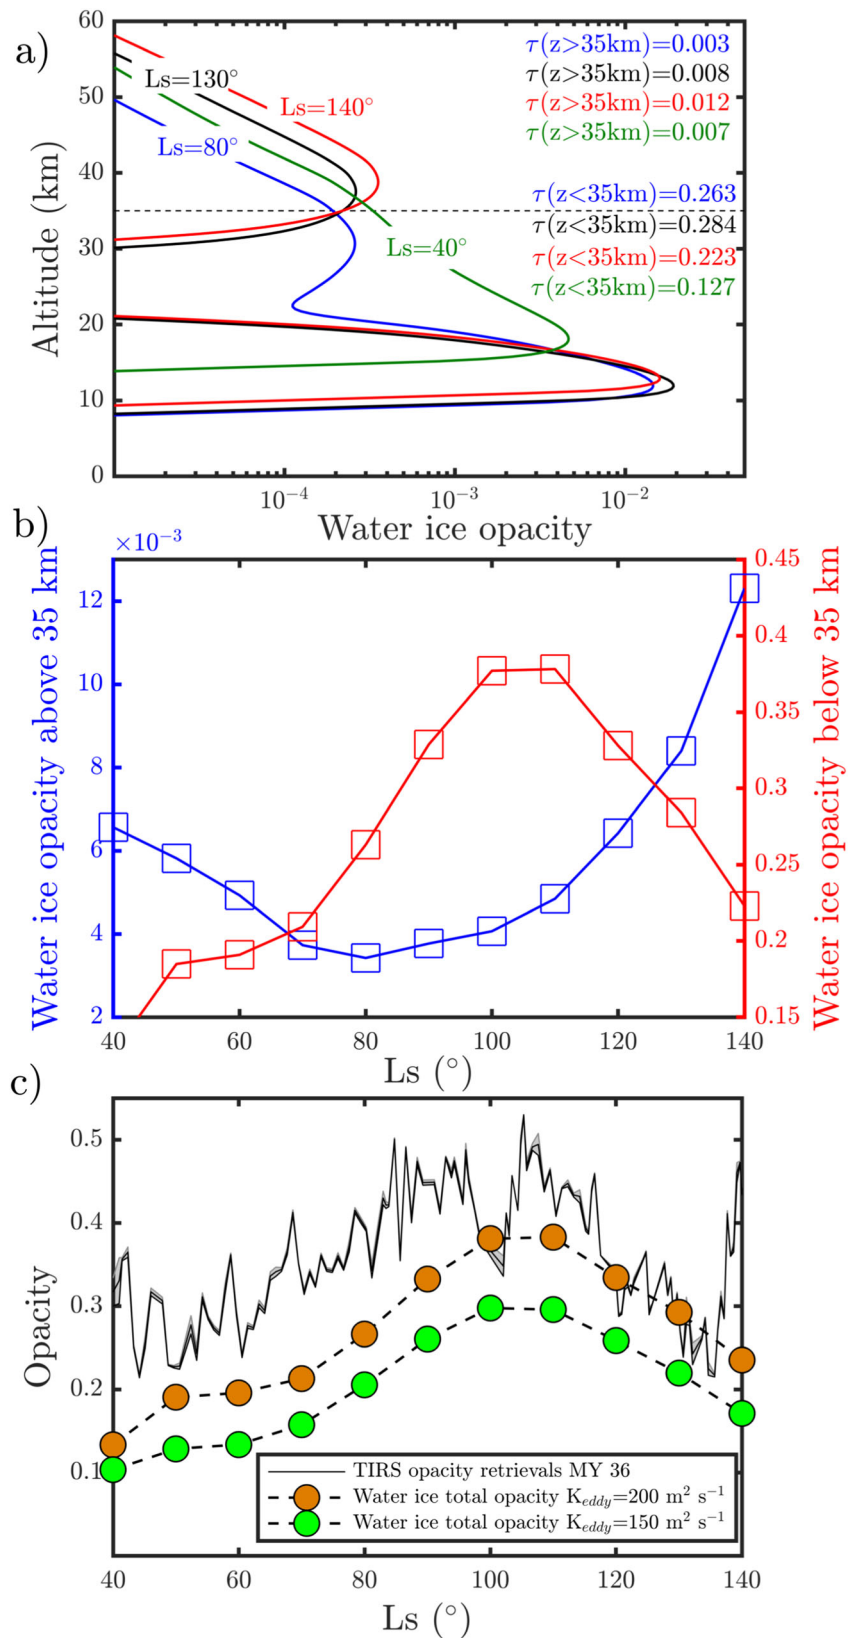 a)
60
50
40
30
20
10
0
Altitude (km)
Ls=130°
Ls=140°
Ls=80°
Ls=40°
τ(z>35km)=0.003
τ(z>35km)=0.008
τ(z>35km)=0.012
τ(z>35km)=0.007
τ(z<35km)=0.263
τ(z<35km)=0.284
τ(z<35km)=0.223
τ(z<35km)=0.127
10⁻⁴ 10⁻³ 10⁻²
Water ice opacity
b)
×10⁻³
Water ice opacity above 35 km
12
10
8
6
4
2
0.45
0.4
0.35
0.3
0.25
0.2
0.15
Water ice opacity below 35 km
40 60 80 100 120 140
Ls (°)
c)
Opacity
0.5
0.4
0.3
0.2
0.1
TIRS opacity retrievals MY 36
Water ice total opacity K_eddy=200 m² s⁻¹
Water ice total opacity K_eddy=150 m² s⁻¹
40 60 80 100 120 140
Ls (°)